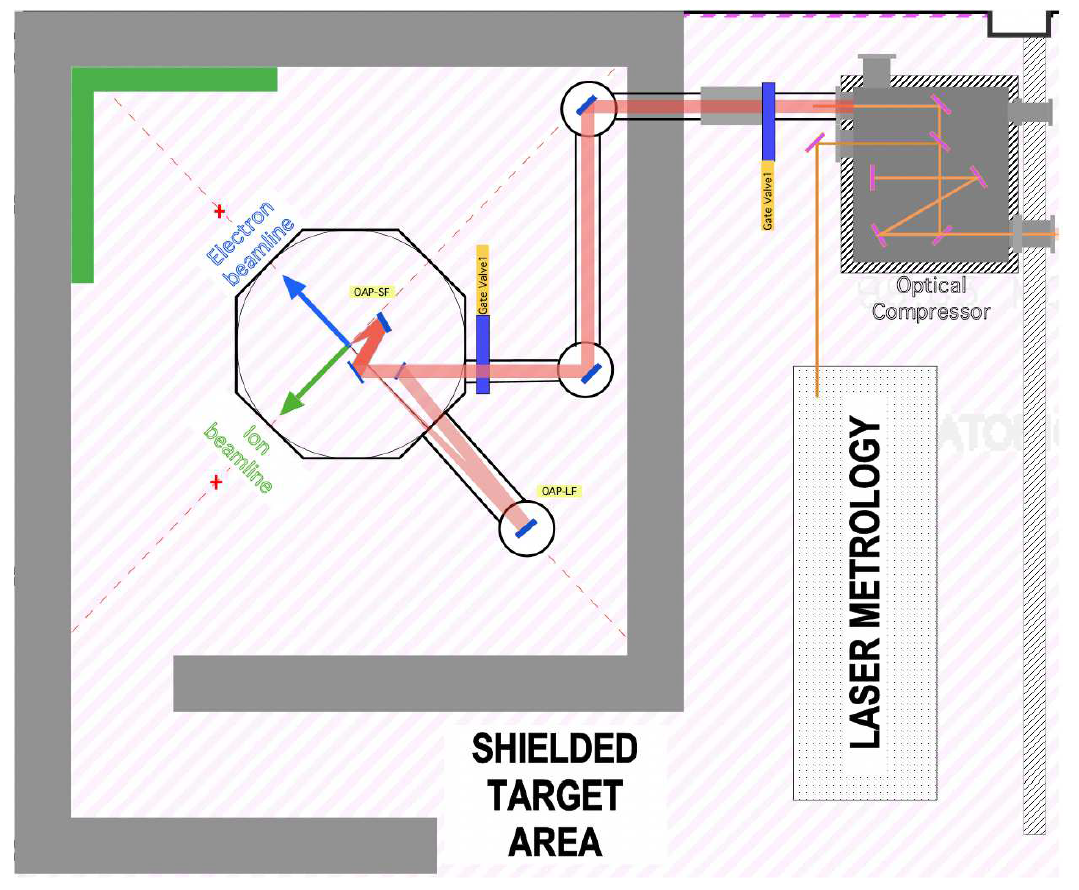 Gate Valve1
Optical
Compressor
Electron
beamline
OAP-SF
Gate Valve1
Ion
beamline
OAP-LF
LASER METROLOGY
SHIELDED
TARGET
AREA